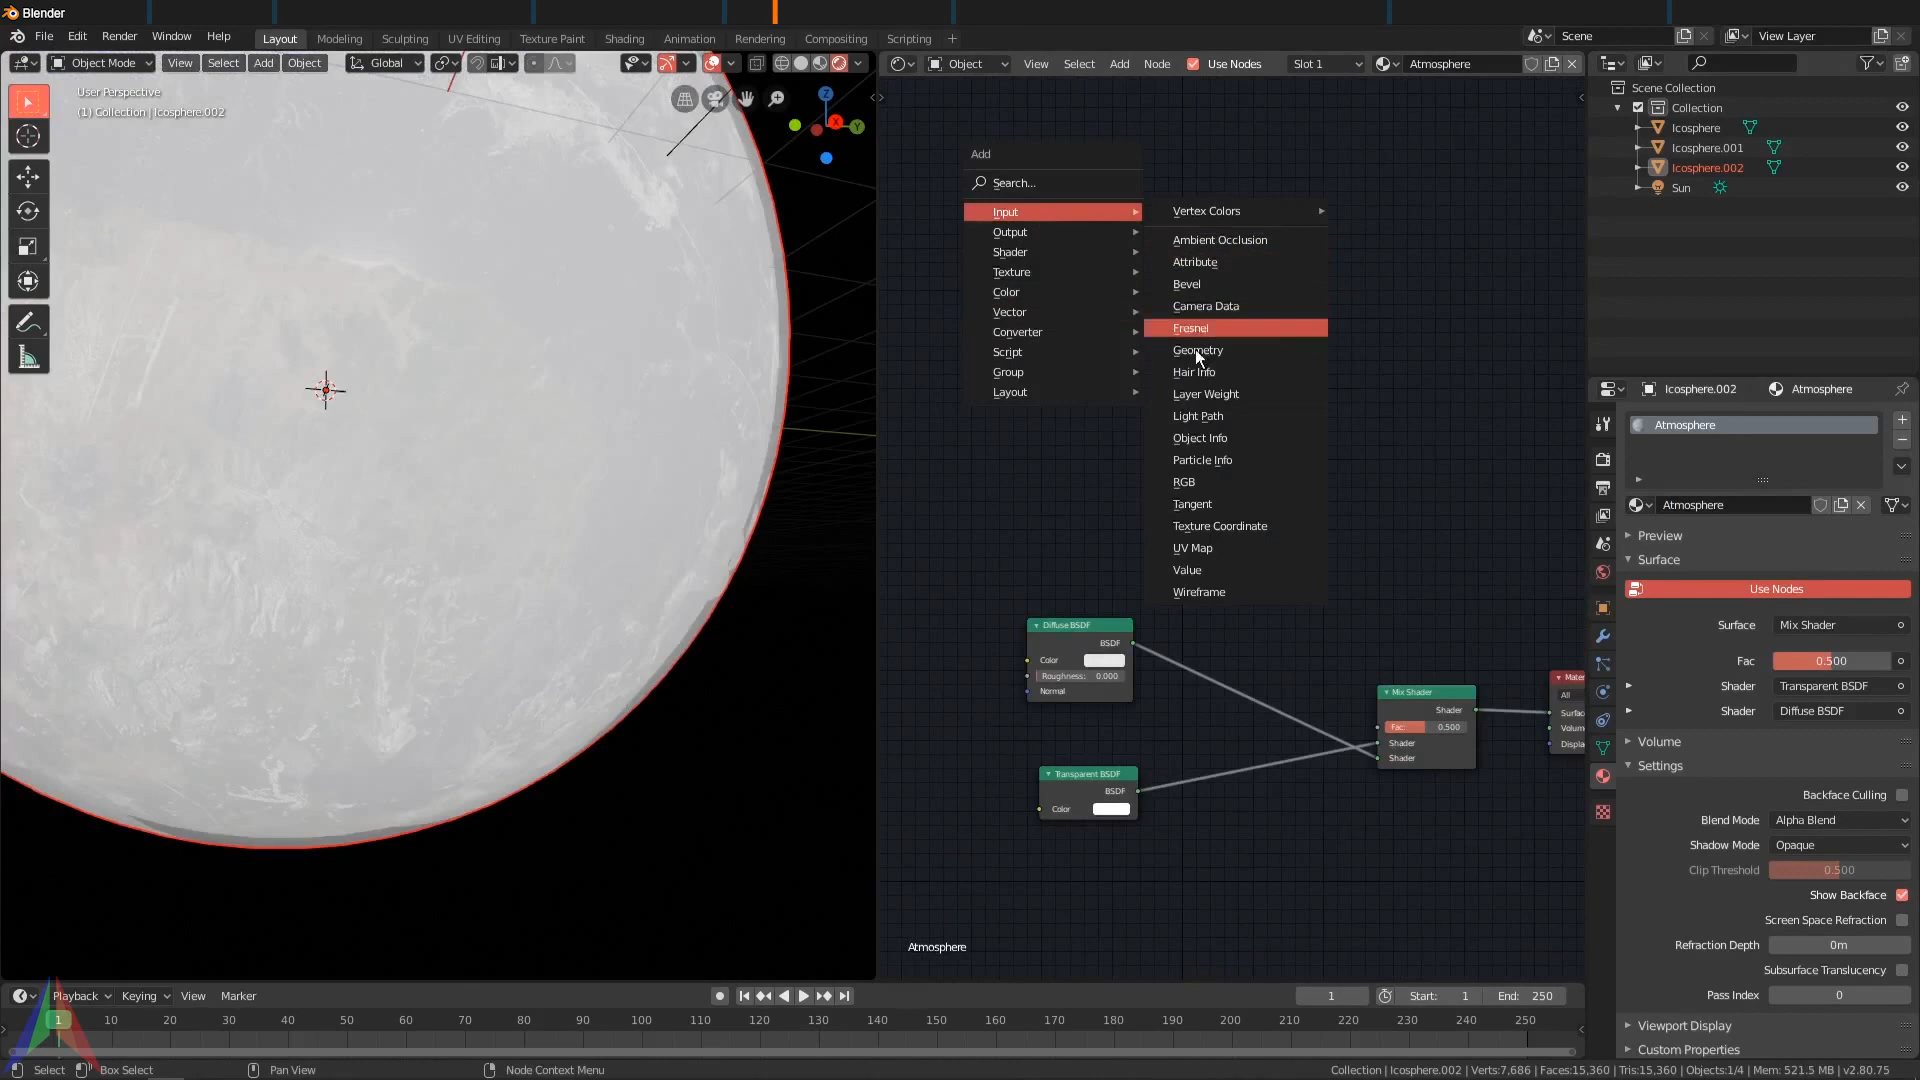 Blender
File Edit Render Window Help
Layout Modeling Sculpting UV Editing Texture Paint Shading Animation Rendering Compositing Scripting +
Scene
View Layer
Object Mode View Select Add Object Global
Object View Select Add Node Use Nodes Slot 1 Atmosphere
User Perspective
(1) Collection | Icosphere.002
Z
X
Y
Add
Search...
Input
Output
Shader
Texture
Color
Vector
Converter
Script
Group
Layout
Vertex Colors
Ambient Occlusion
Attribute
Bevel
Camera Data
Fresnel
Geometry
Hair Info
Layer Weight
Light Path
Object Info
Particle Info
RGB
Tangent
Texture Coordinate
UV Map
Value
Wireframe
Diffuse BSDF
BSDF
Color
Roughness: 0.000
Normal
Transparent BSDF
BSDF
Color
Mix Shader
Shader
Fac: 0.500
Shader
Shader
Mater
All
Surfac
Volum
Displa
Atmosphere
Scene Collection
Collection
Icosphere
Icosphere.001
Icosphere.002
Sun
Icosphere.002 Atmosphere
Atmosphere
Atmosphere
Preview
Surface
Use Nodes
Surface Mix Shader
Fac 0.500
Shader Transparent BSDF
Shader Diffuse BSDF
Volume
Settings
Backface Culling
Blend Mode Alpha Blend
Shadow Mode Opaque
Clip Threshold 0.500
Show Backface
Screen Space Refraction
Refraction Depth 0m
Subsurface Translucency
Pass Index 0
Viewport Display
Custom Properties
Playback Keying View Marker
1 Start: 1 End: 250
1 10 20 30 40 50 60 70 80 90 100 110 120 130 140 150 160 170 180 190 200 210 220 230 240 250
Select Box Select Pan View Node Context Menu
Collection | Icosphere.002 | Verts:7,686 | Faces:15,360 | Tris:15,360 | Objects:1/4 | Mem: 521.5 MB | v2.80.75